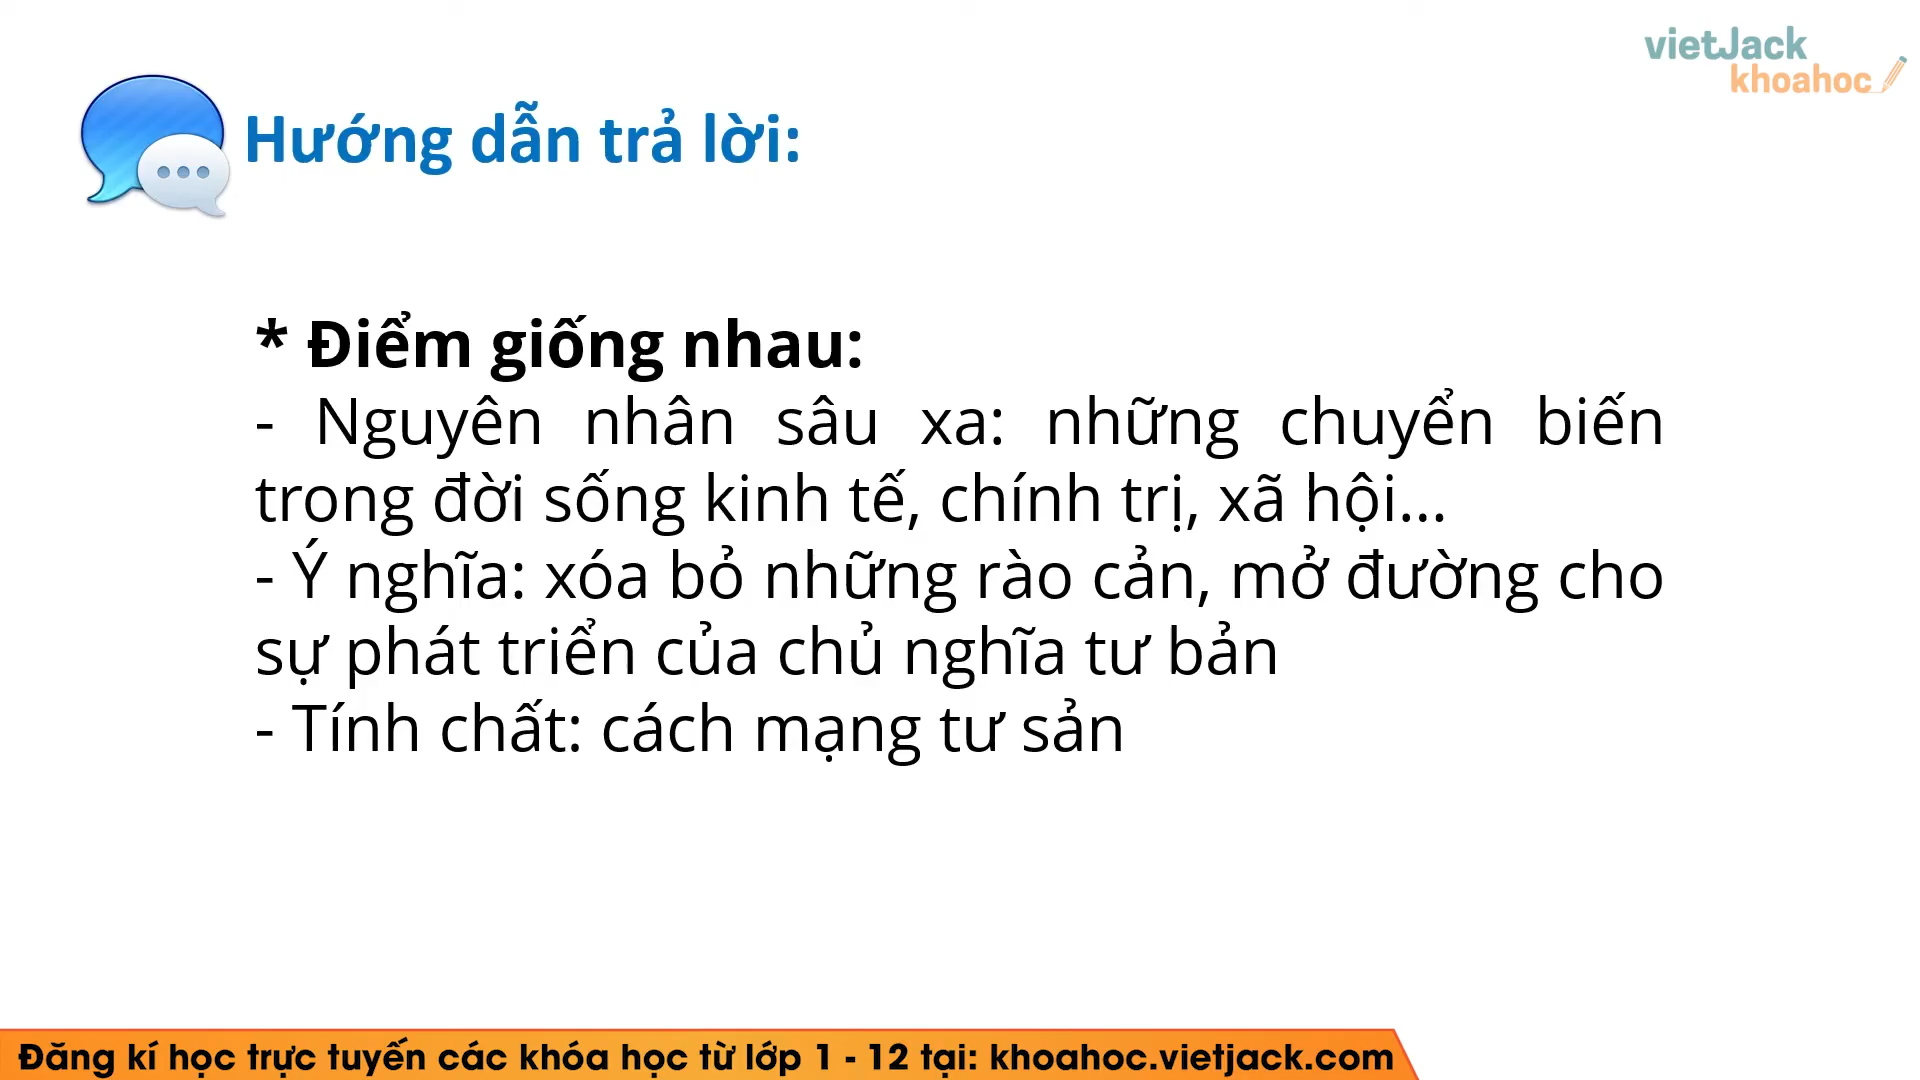 vietJack
khoahoc
Hướng dẫn trả lời:
* Điểm giống nhau:
- Nguyên nhân sâu xa: những chuyển biến
trong đời sống kinh tế, chính trị, xã hội...
- Ý nghĩa: xóa bỏ những rào cản, mở đường cho
sự phát triển của chủ nghĩa tư bản
- Tính chất: cách mạng tư sản
Đăng kí học trực tuyến các khóa học từ lớp 1 - 12 tại: khoahoc.vietjack.com